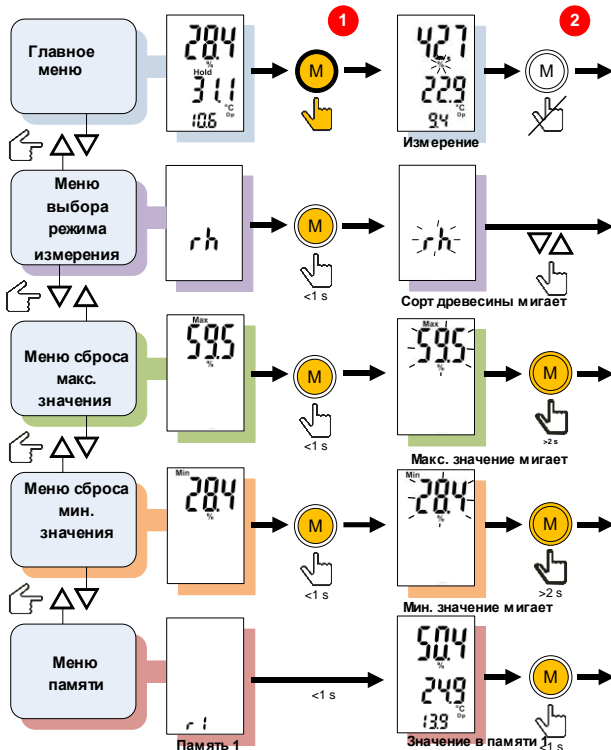 1
2
Главное
меню
28.4
%
Hold
31.1
°C
Dp
10.6
M
42.7
%
22.9
°C
Dp
9.4
Измерение
M
Меню
выбора
режима
измерения
rh
M
<1 s
rh
Сорт древесины мигает
Меню сброса
макс.
значения
Max
59.5
%
M
<1 s
Max
59.5
%
Макс. значение мигает
M
>2 s
Меню сброса
мин.
значения
Min
28.4
%
M
<1 s
Min
28.4
%
Мин. значение мигает
M
>2 s
Меню
памяти
r 1
Память 1
<1 s
50.4
%
24.9
°C
Dp
13.9
Значение в памяти 1
M
<1 s